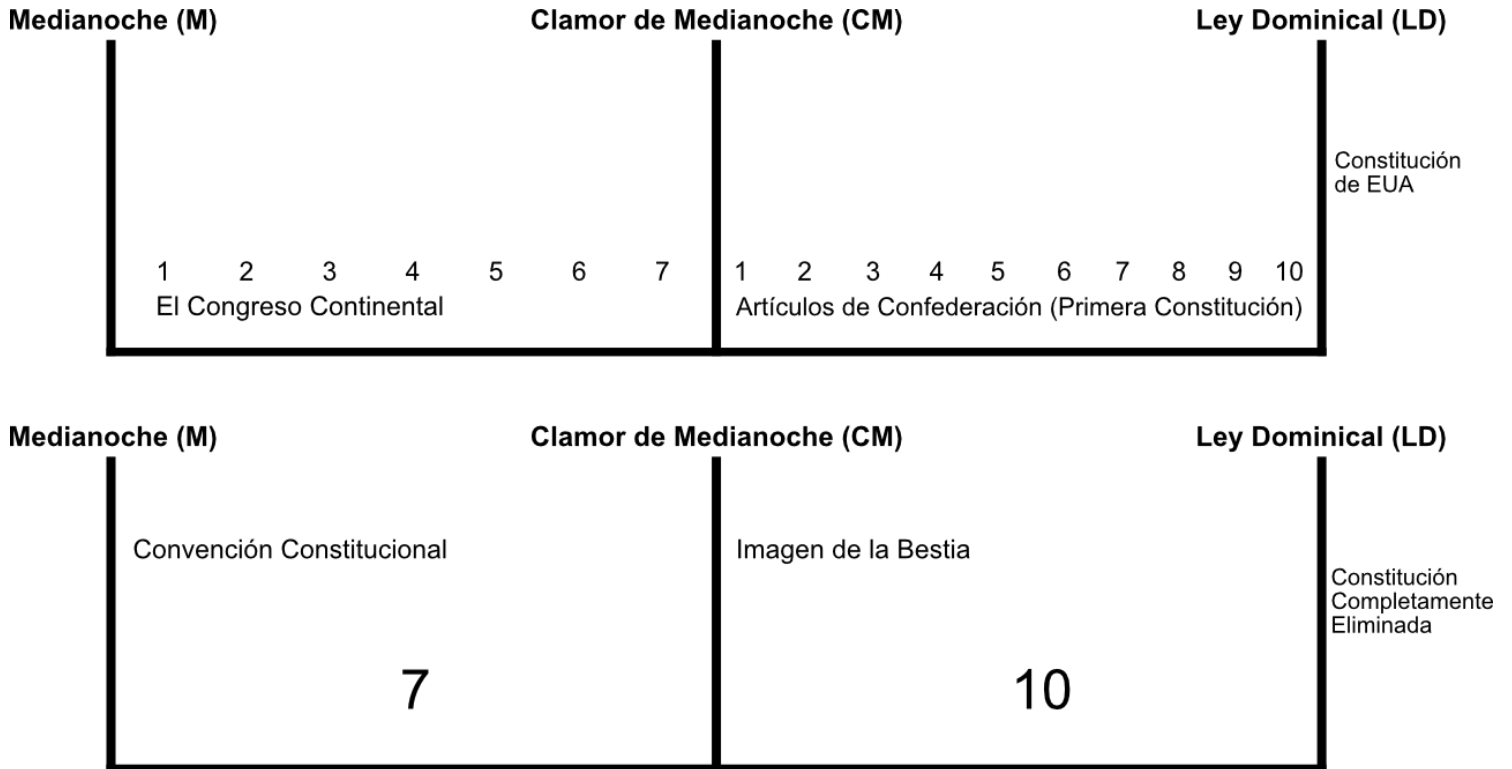 Medianoche (M) Clamor de Medianoche (CM) Ley Dominical (LD)
Constitución
de EUA
1 2 3 4 5 6 7 1 2 3 4 5 6 7 8 9 10
El Congreso Continental Artículos de Confederación (Primera Constitución)
Medianoche (M) Clamor de Medianoche (CM) Ley Dominical (LD)
Convención Constitucional Imagen de la Bestia
Constitución
Completamente
Eliminada
7 10